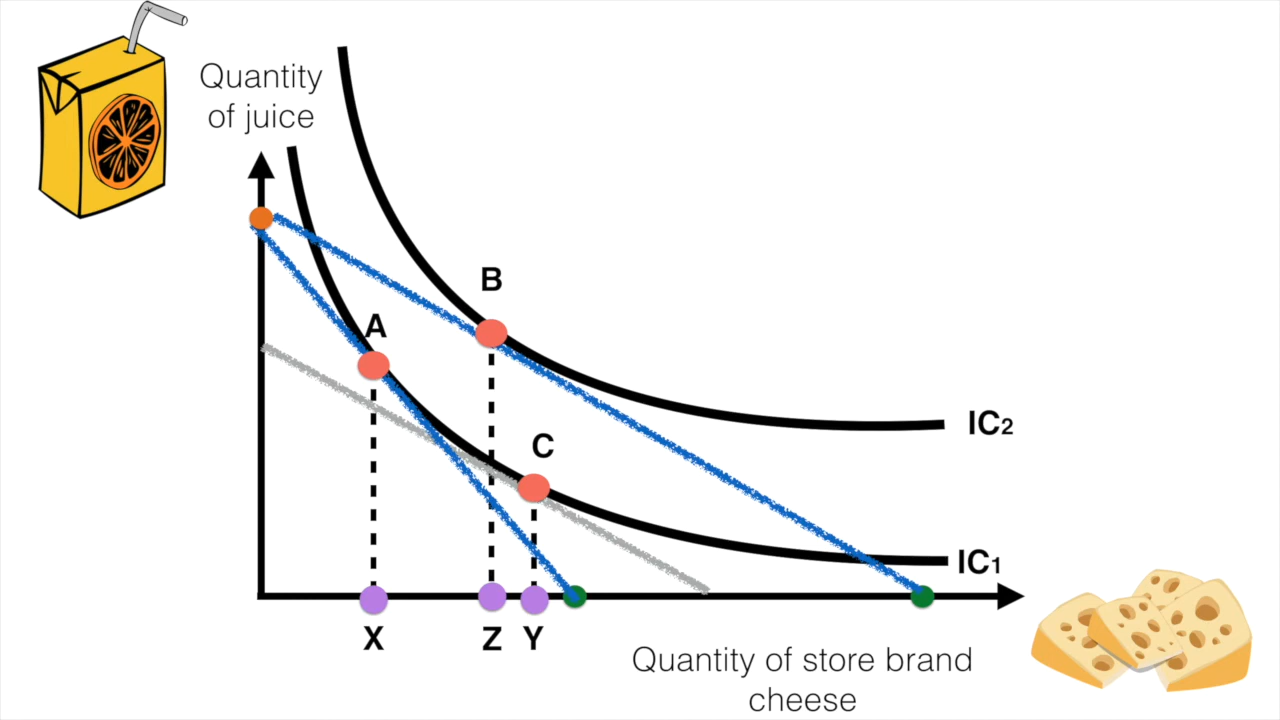 Quantity
of juice
B
A
IC2
C
IC1
X
Z
Y
Quantity of store brand
cheese